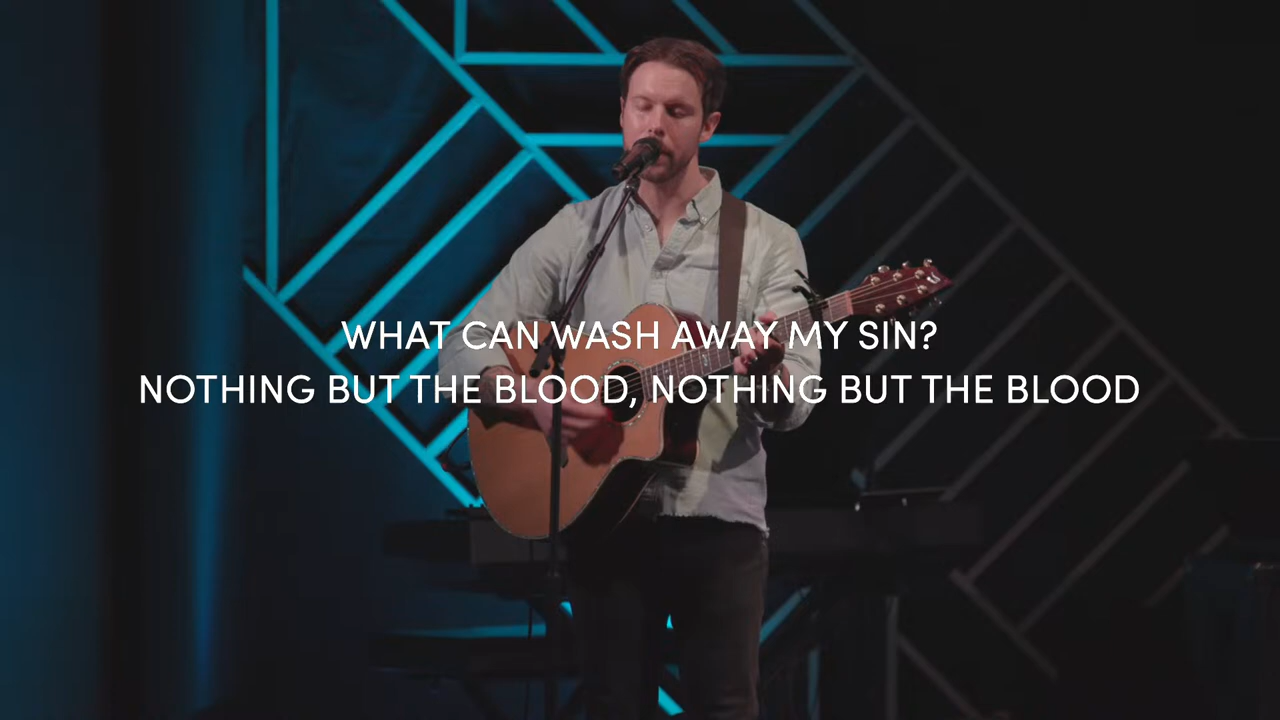 WHAT CAN WASH AWAY MY SIN?
NOTHING BUT THE BLOOD, NOTHING BUT THE BLOOD